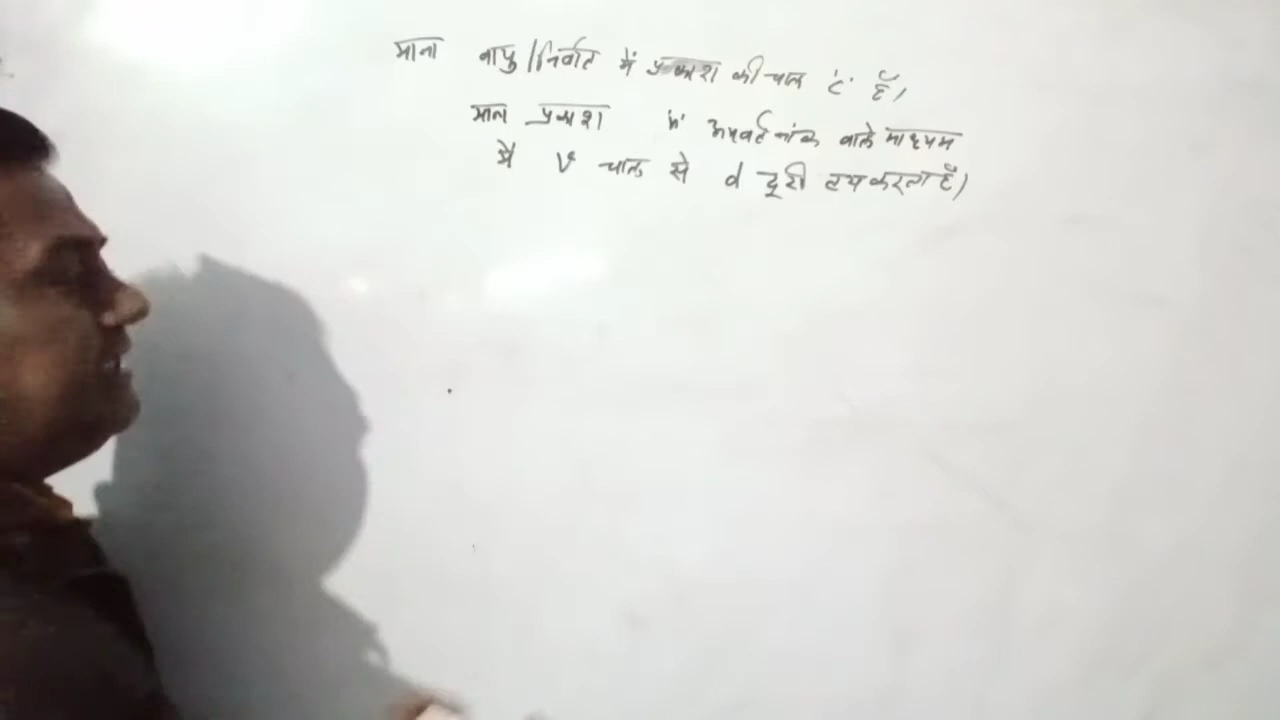 माना वायु/निर्वात में प्रकाश की चाल 'c' है,
माना प्रकाश 'n' अपवर्तनांक वाले माध्यम
में v चाल से d दूरी तय करता है।